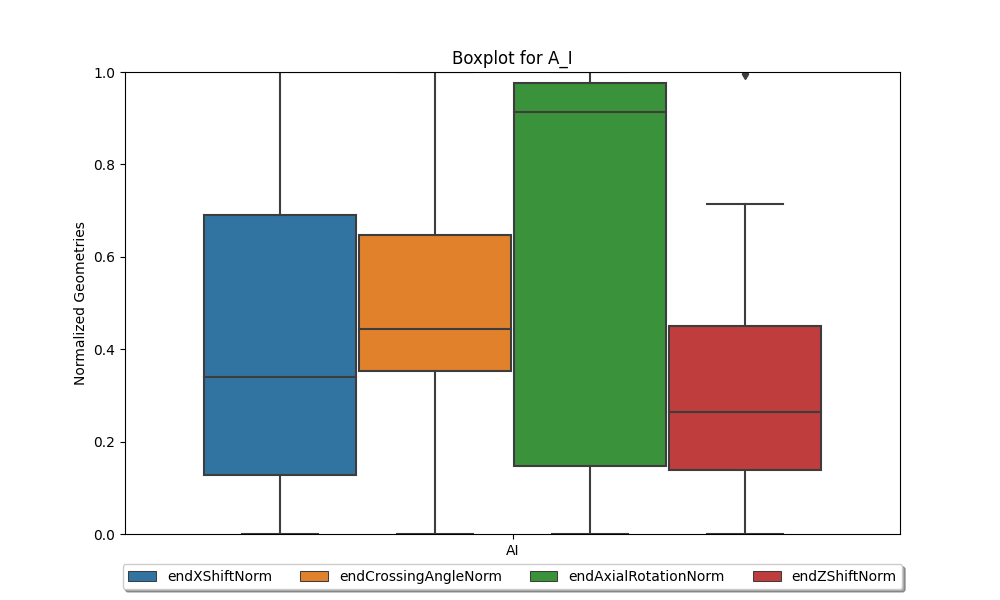 Boxplot for A_I
1.0
0.8
0.6
0.4
0.2
0.0
Normalized Geometries
AI
endXShiftNorm
endCrossingAngleNorm
endAxialRotationNorm
endZShiftNorm